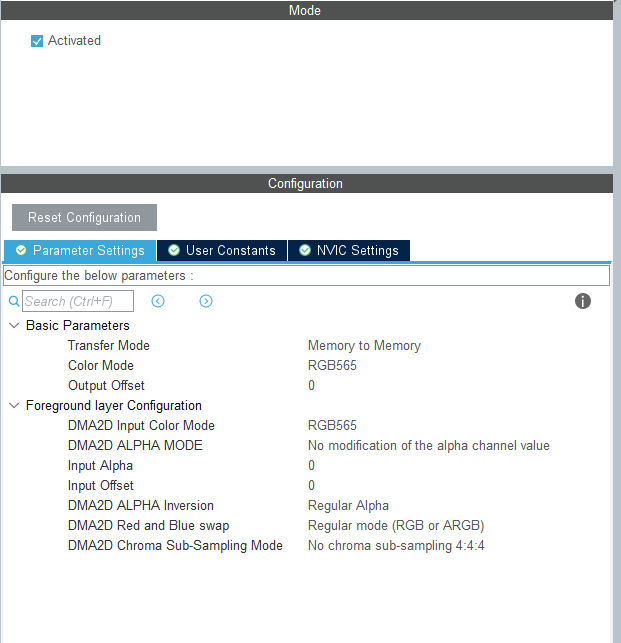 Mode
Activated
Configuration
Reset Configuration
Parameter Settings User Constants NVIC Settings
Configure the below parameters :
Search (Ctrl+F)
Basic Parameters
Transfer Mode Memory to Memory
Color Mode RGB565
Output Offset 0
Foreground layer Configuration
DMA2D Input Color Mode RGB565
DMA2D ALPHA MODE No modification of the alpha channel value
Input Alpha 0
Input Offset 0
DMA2D ALPHA Inversion Regular Alpha
DMA2D Red and Blue swap Regular mode (RGB or ARGB)
DMA2D Chroma Sub-Sampling Mode No chroma sub-sampling 4:4:4